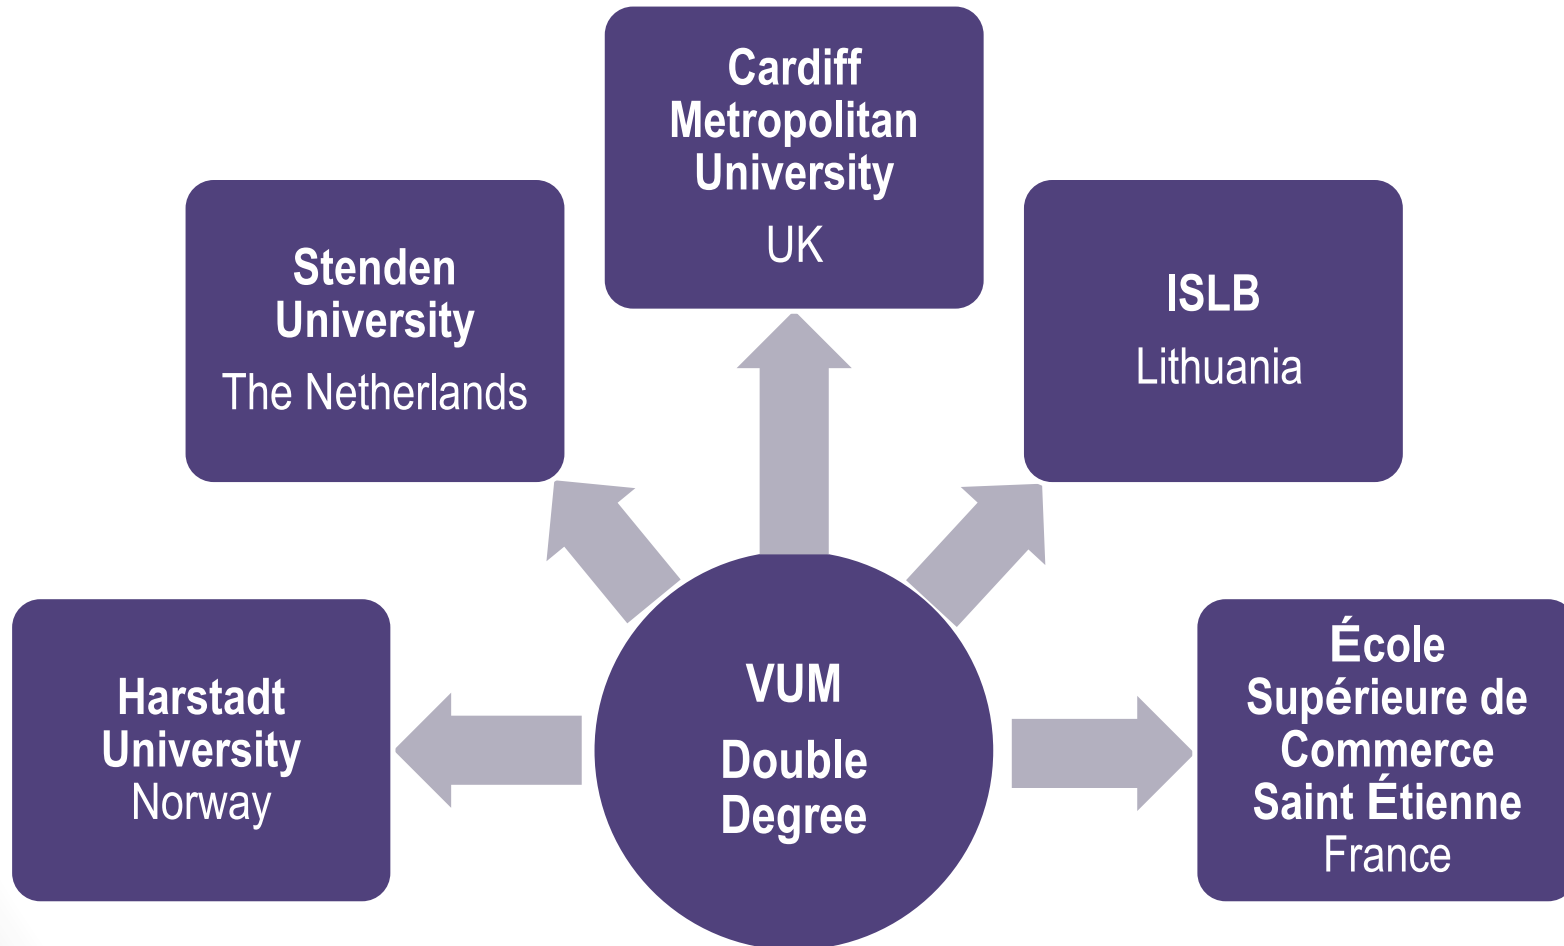 Cardiff
Metropolitan
University
UK
Stenden
University
The Netherlands
ISLB
Lithuania
Harstadt
University
Norway
VUM
Double
Degree
École
Supérieure de
Commerce
Saint Étienne
France